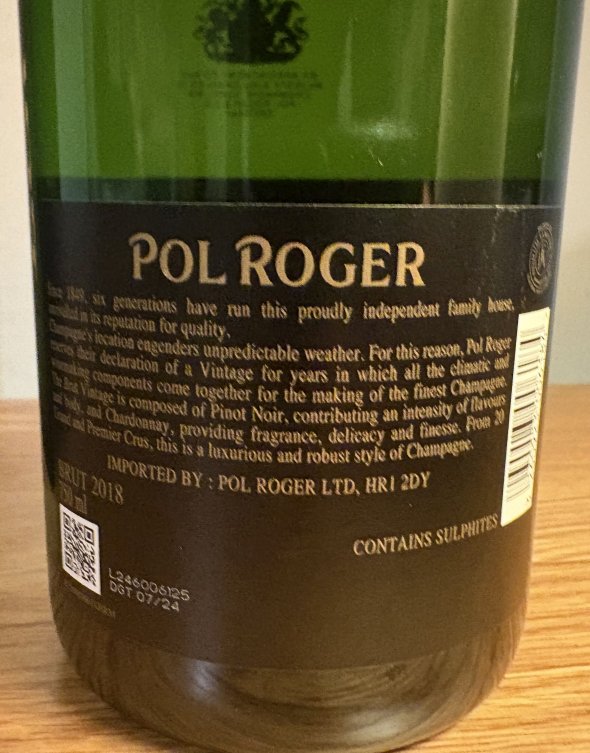 POL ROGER
Since 1849, six generations have run this proudly independent family house,
in its reputation for quality.
Champagne's location engenders unpredictable weather. For this reason, Pol Roger
their declaration of a Vintage for years in which all the climatic and
winemaking components come together for the making of the finest Champagne.
The Brut Vintage is composed of Pinot Noir, contributing an intensity of flavours
and body, and Chardonnay, providing fragrance, delicacy and finesse. From 20
Grand and Premier Crus, this is a luxurious and robust style of Champagne.
IMPORTED BY : POL ROGER LTD, HR1 2DY
BRUT 2018
750 ml
CONTAINS SULPHITES
L246006125
DGT 07/24